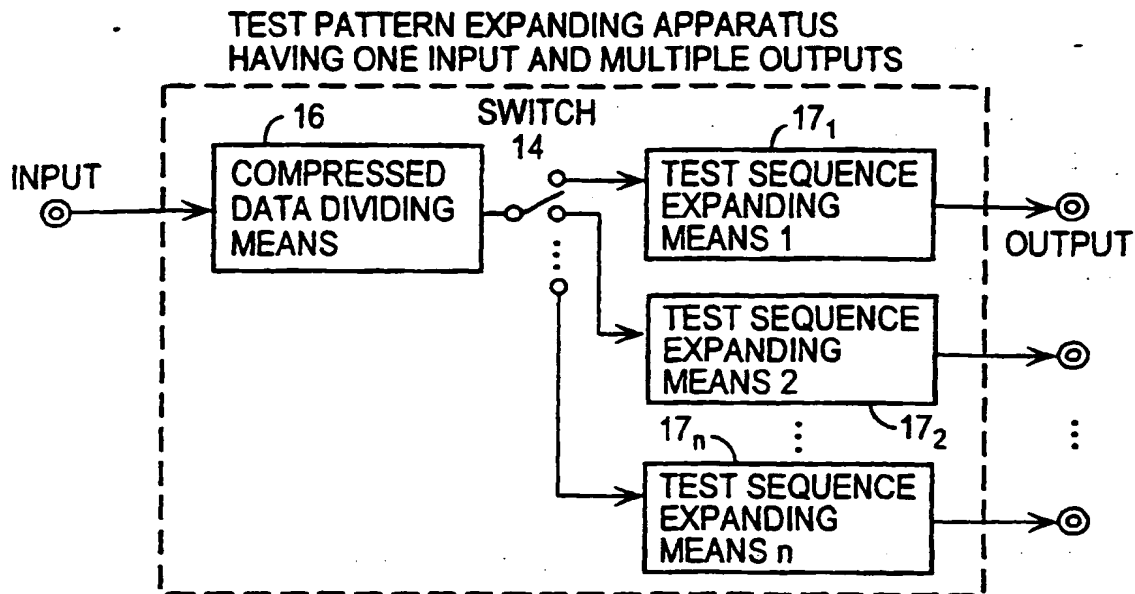 TEST PATTERN EXPANDING APPARATUS
HAVING ONE INPUT AND MULTIPLE OUTPUTS
INPUT
16
COMPRESSED
DATA DIVIDING
MEANS
SWITCH
14
17₁
TEST SEQUENCE
EXPANDING
MEANS 1
OUTPUT
TEST SEQUENCE
EXPANDING
MEANS 2
17₂
17ₙ
TEST SEQUENCE
EXPANDING
MEANS n